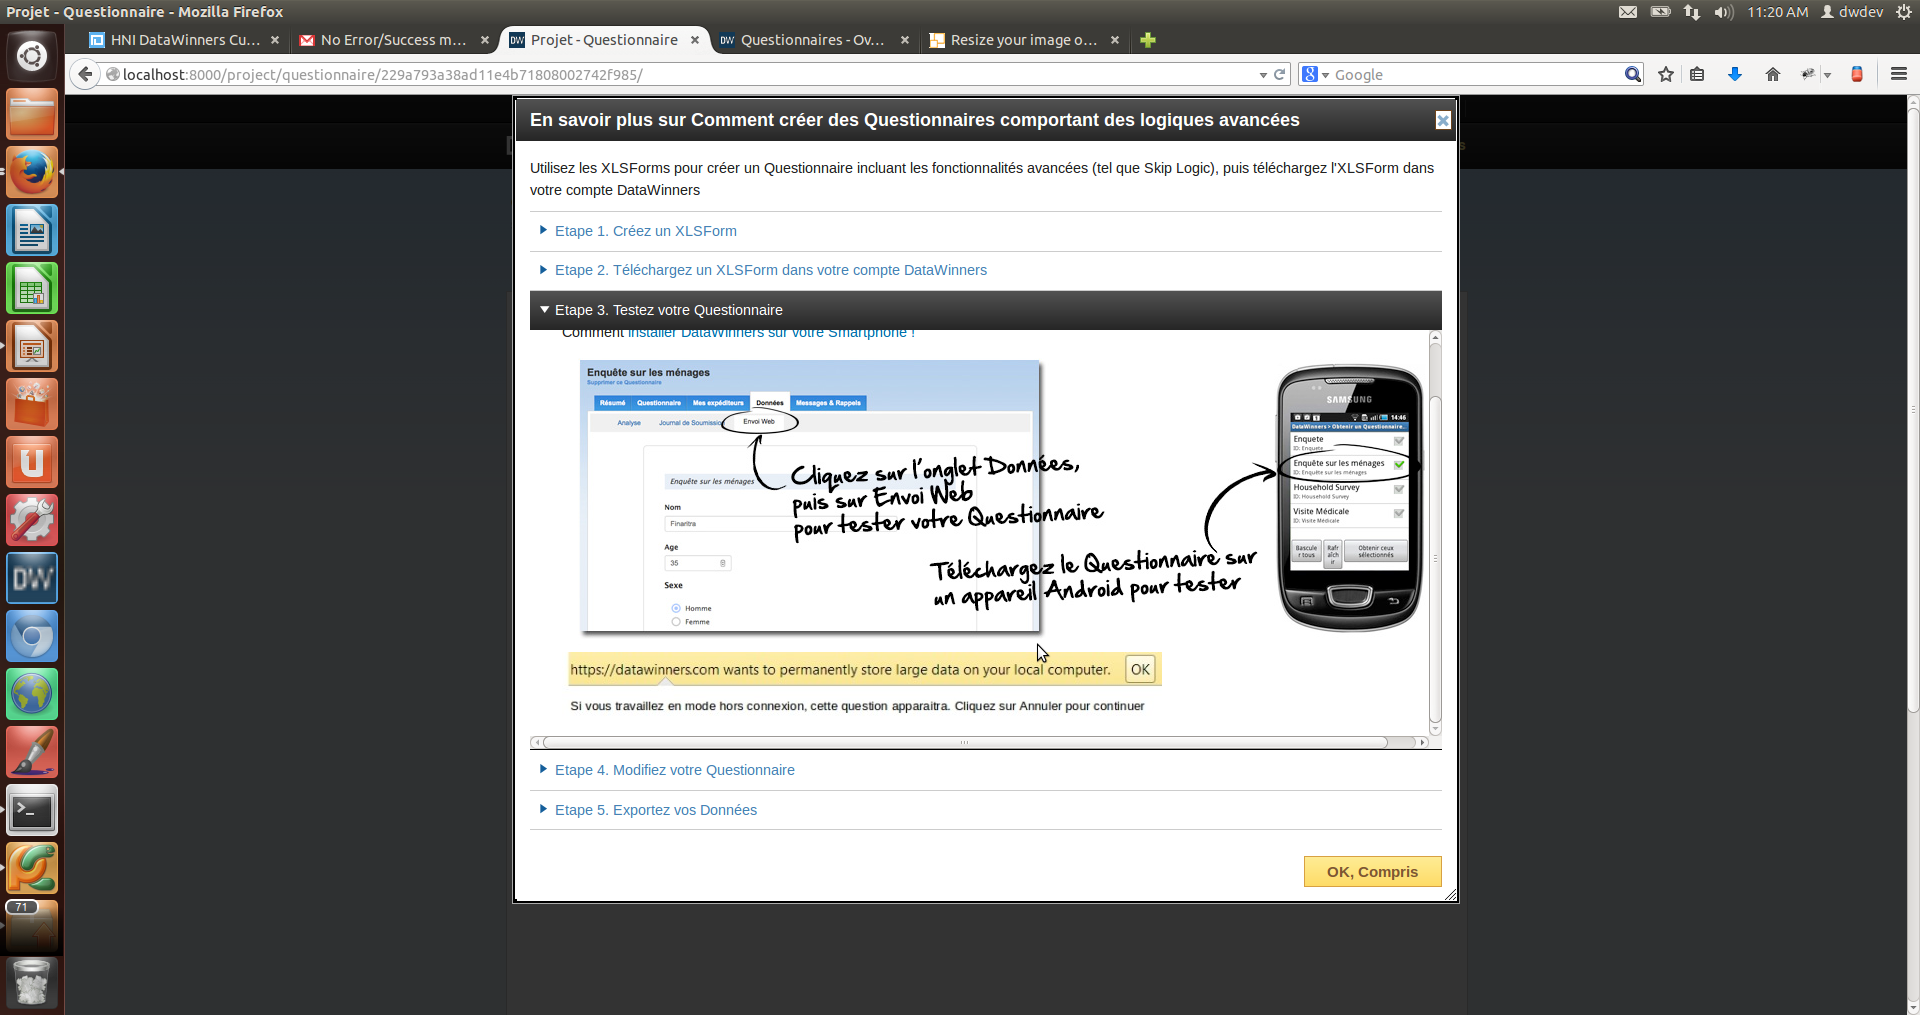 Projet - Questionnaire - Mozilla Firefox
11:20 AM
dwdev
HNI DataWinners Cu...
No Error/Success m...
Projet - Questionnaire
Questionnaires - Ov...
Resize your image o...
localhost:8000/project/questionnaire/229a793a38ad11e4b71808002742f985/
Google
En savoir plus sur Comment créer des Questionnaires comportant des logiques avancées
Utilisez les XLSForms pour créer un Questionnaire incluant les fonctionnalités avancées (tel que Skip Logic), puis téléchargez l'XLSForm dans
votre compte DataWinners
Etape 1. Créez un XLSForm
Etape 2. Téléchargez un XLSForm dans votre compte DataWinners
Etape 3. Testez votre Questionnaire
Comment installer DataWinners sur votre Smartphone !
Enquête sur les ménages
Supprimer ce Questionnaire
Résumé Questionnaire Mes expéditeurs Données Messages & Rappels
Analyse Journal de Soumission Envoi Web
Enquête sur les ménages
Nom
Finaritra
Age
35
Sexe
Homme
Femme
Cliquez sur l'onglet Données,
puis sur Envoi Web
pour tester votre Questionnaire
Téléchargez le Questionnaire sur
un appareil Android pour tester
SAMSUNG
14:46
DataWinners > Obtenir un Questionnaire..
Enquete
ID: Enquete
Enquête sur les ménages
ID: Enquête sur les ménages
Household Survey
ID: Household Survey
Visite Médicale
ID: Visite Médicale
Bascule
r tous
Rafr
aîch
ir
Obtenir ceux
sélectionnés
https://datawinners.com wants to permanently store large data on your local computer.
OK
Si vous travaillez en mode hors connexion, cette question apparaitra. Cliquez sur Annuler pour continuer
Etape 4. Modifiez votre Questionnaire
Etape 5. Exportez vos Données
OK, Compris
DW
71